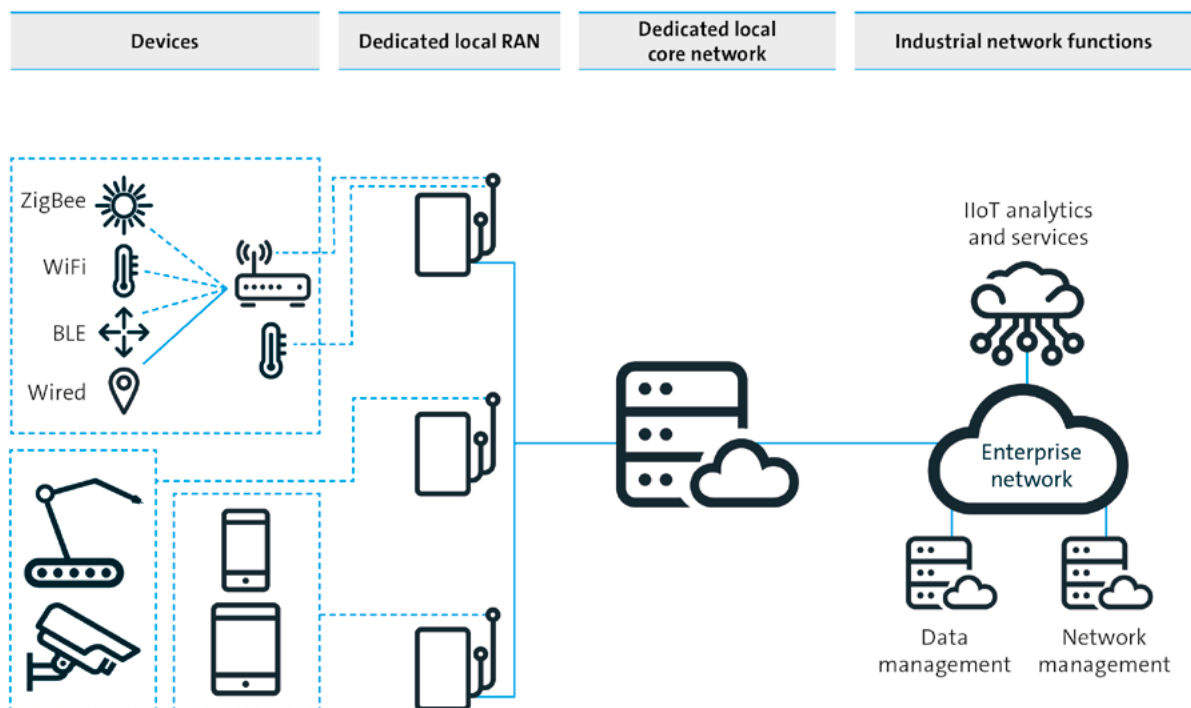 Devices
Dedicated local RAN
Dedicated local
core network
Industrial network functions
ZigBee
WiFi
BLE
Wired
IIoT analytics
and services
Enterprise
network
Data
management
Network
management